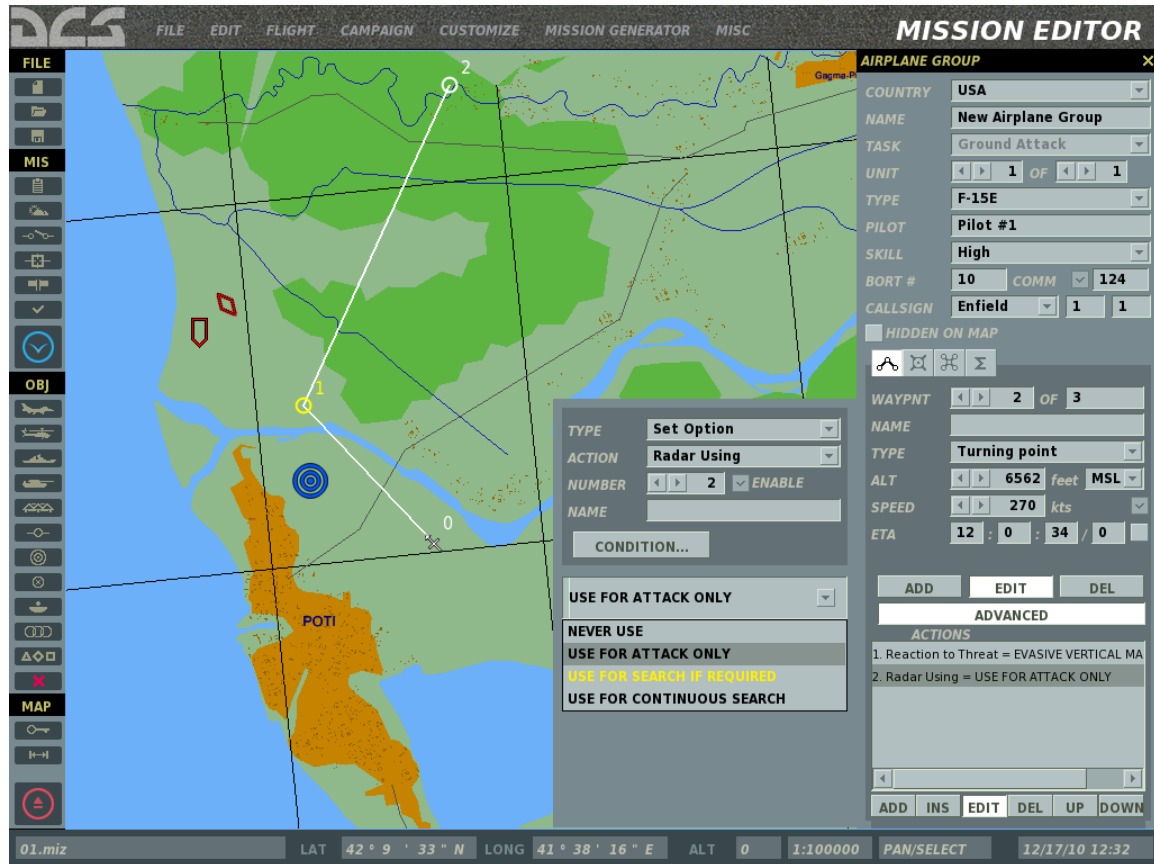 DCS FILE EDIT FLIGHT CAMPAIGN CUSTOMIZE MISSION GENERATOR MISC MISSION EDITOR
FILE
MIS
OBJ
MAP
2
1
0
POTI
TYPE Set Option
ACTION Radar Using
NUMBER 2 ENABLE
NAME
CONDITION...
USE FOR ATTACK ONLY
NEVER USE
USE FOR ATTACK ONLY
USE FOR SEARCH IF REQUIRED
USE FOR CONTINUOUS SEARCH
AIRPLANE GROUP
COUNTRY USA
NAME New Airplane Group
TASK Ground Attack
UNIT 1 OF 1
TYPE F-15E
PILOT Pilot #1
SKILL High
BORT # 10 COMM 124
CALLSIGN Enfield 1 1
HIDDEN ON MAP
WAYPNT 2 OF 3
NAME
TYPE Turning point
ALT 6562 feet MSL
SPEED 270 kts
ETA 12 : 0 : 34 / 0
ADD EDIT DEL
ADVANCED
ACTIONS
1. Reaction to Threat = EVASIVE VERTICAL MA
2. Radar Using = USE FOR ATTACK ONLY
ADD INS EDIT DEL UP DOWN
01.miz LAT 42 ° 9 ' 33 " N LONG 41 ° 38 ' 16 " E ALT 0 1:100000 PAN/SELECT 12/17/10 12:32